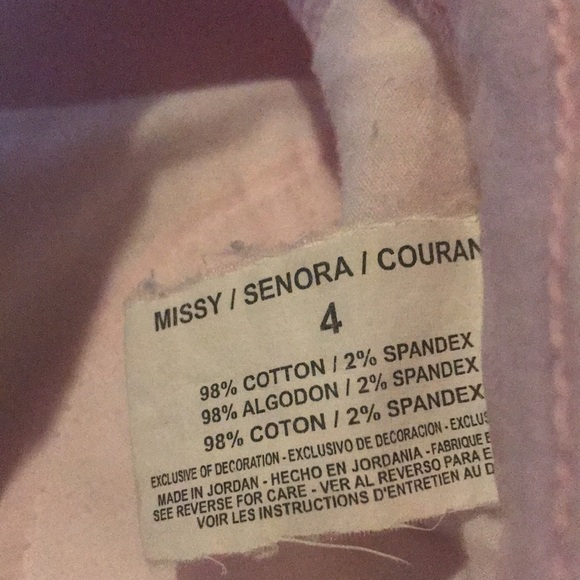 MISSY / SENORA / COURAN
4
98% COTTON / 2% SPANDEX
98% ALGODON / 2% SPANDEX
98% COTON / 2% SPANDEX
EXCLUSIVE OF DECORATION - EXCLUSIVO DE DECORACION - EXCLUS
MADE IN JORDAN - HECHO EN JORDANIA - FABRIQUE E
SEE REVERSE FOR CARE - VER AL REVERSO PARA E
VOIR LES INSTRUCTIONS D'ENTRETIEN AU D